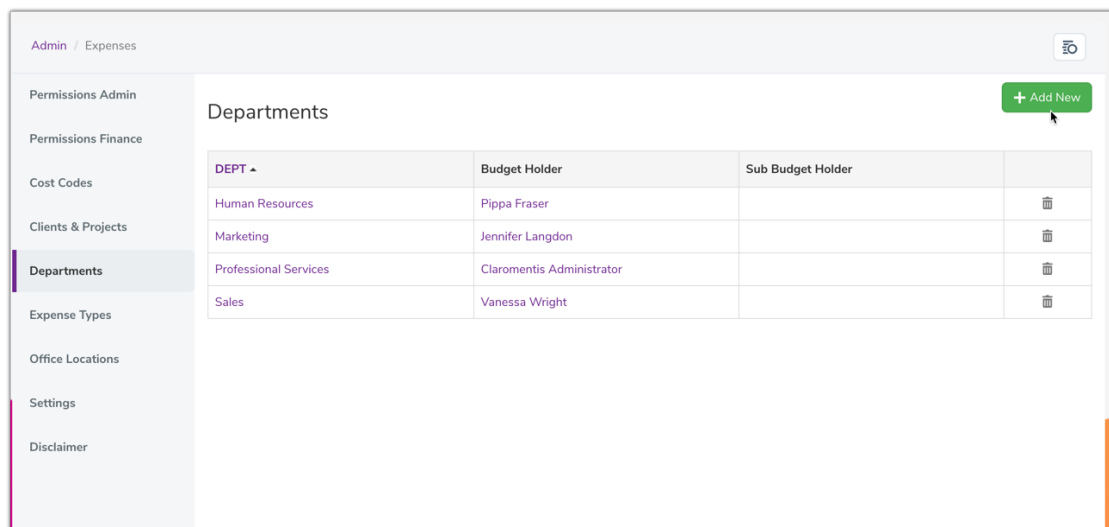 Admin / Expenses
Permissions Admin
Permissions Finance
Cost Codes
Clients & Projects
Departments
Expense Types
Office Locations
Settings
Disclaimer
Departments
+ Add New
DEPT Budget Holder Sub Budget Holder
Human Resources Pippa Fraser
Marketing Jennifer Langdon
Professional Services Claromentis Administrator
Sales Vanessa Wright